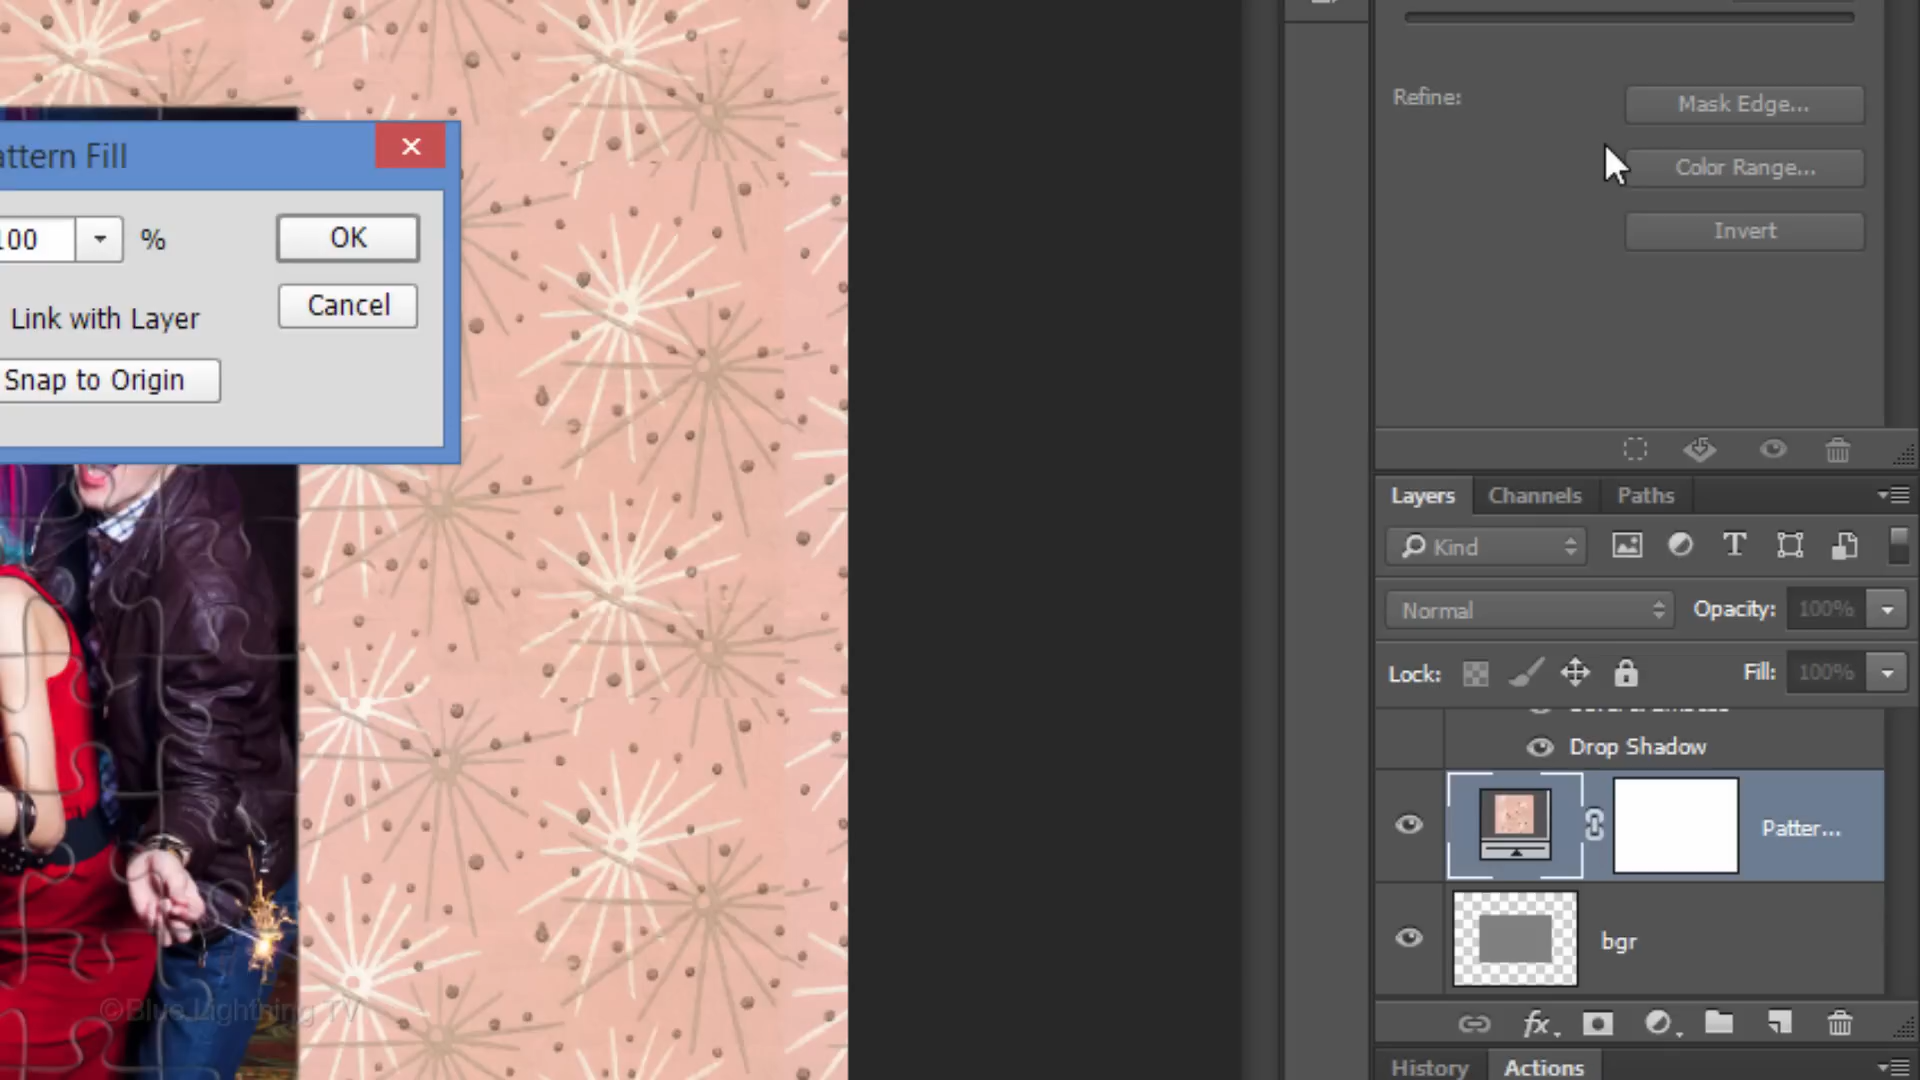 Refine:
Mask Edge...
attern Fill
Color Range...
100
%
OK
Invert
Cancel
Link with Layer
Snap to Origin
Layers
Channels
Paths
Kind
Normal
Opacity:
100%
Lock:
Fill:
100%
Drop Shadow
Patter...
bgr
©Blue Lightning TV
fx
History
Actions